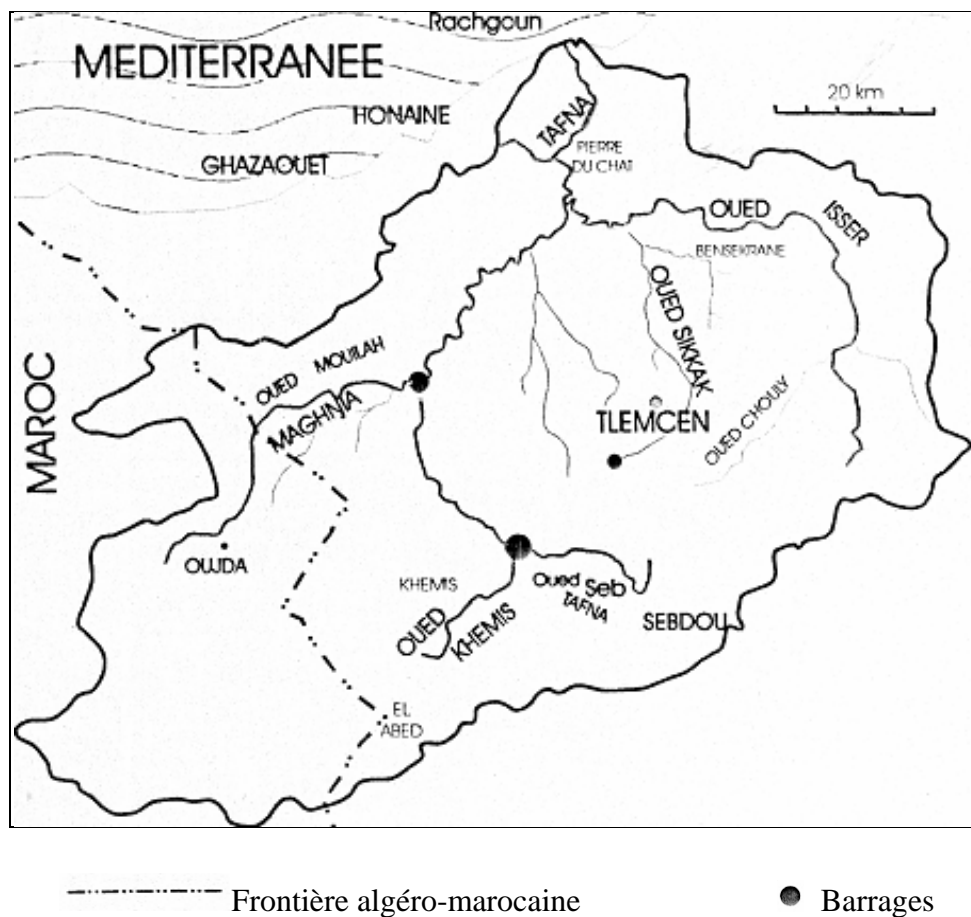 Rachgoun
MEDITERRANEE
20 km
HONAINE
TAFNA
GHAZAOUET
PIERRE
DU CHAT
OUED
ISSER
BENSEKRANE
OUED SIKKAK
MAROC
OUED MOUILAH
MAGHNIA
TLEMCEN
OUED CHOULY
OUJDA
KHEMIS
Oued Seb
TAFNA
OUED
KHEMIS
SEBDOU
EL
ABED
Frontière algéro-marocaine
Barrages